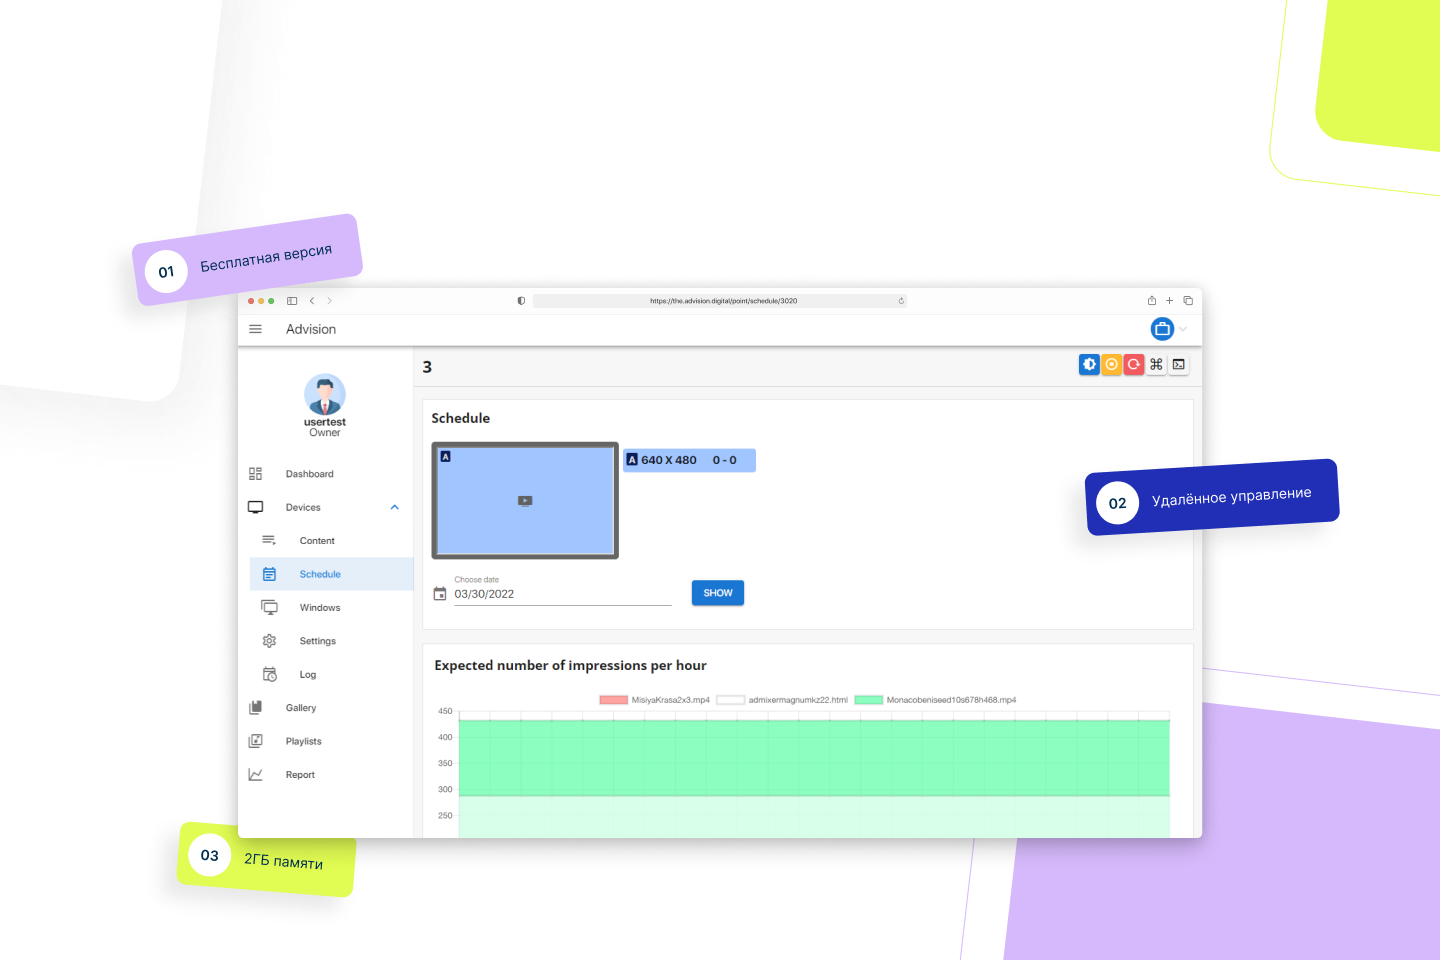 01 Бесплатная версия
https://the.advision.digital/point/schedule/3020
Advision
usertest
Owner
Dashboard
Devices
Content
Schedule
Windows
Settings
Log
Gallery
Playlists
Report
3
Schedule
A
A 640 X 480 0 - 0
Choose date
03/30/2022
SHOW
02 Удалённое управление
Expected number of impressions per hour
MisiyaKrasa2x3.mp4 admixermagnumkz22.html Monacobeniseed10s678h468.mp4
450
400
350
300
250
03 2ГБ памяти